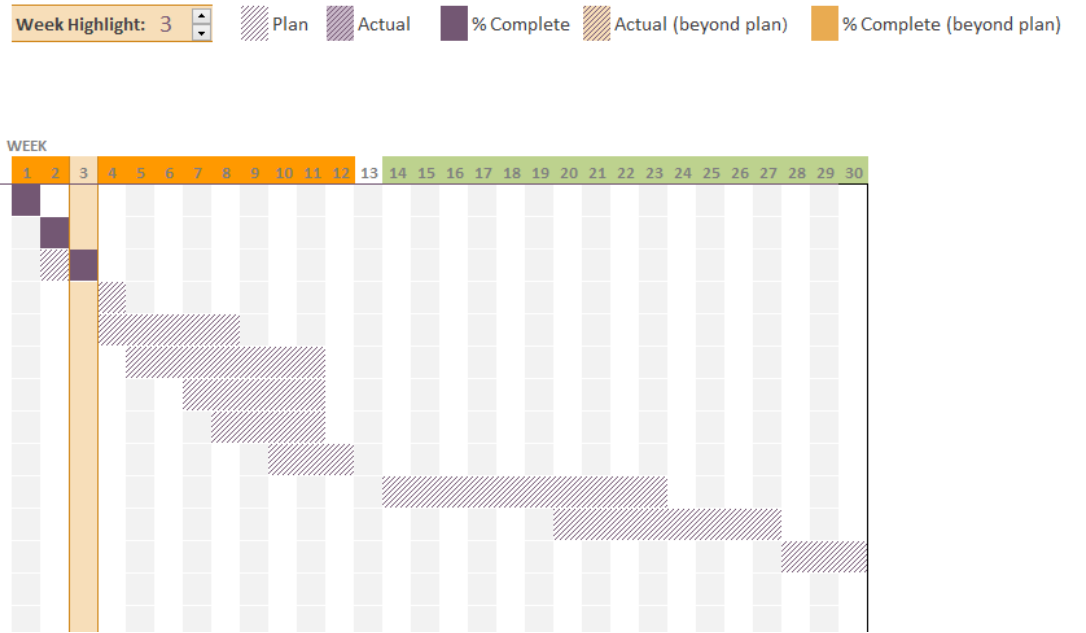 Week Highlight: 3 Plan Actual % Complete Actual (beyond plan) % Complete (beyond plan)
WEEK
1 2 3 4 5 6 7 8 9 10 11 12 13 14 15 16 17 18 19 20 21 22 23 24 25 26 27 28 29 30